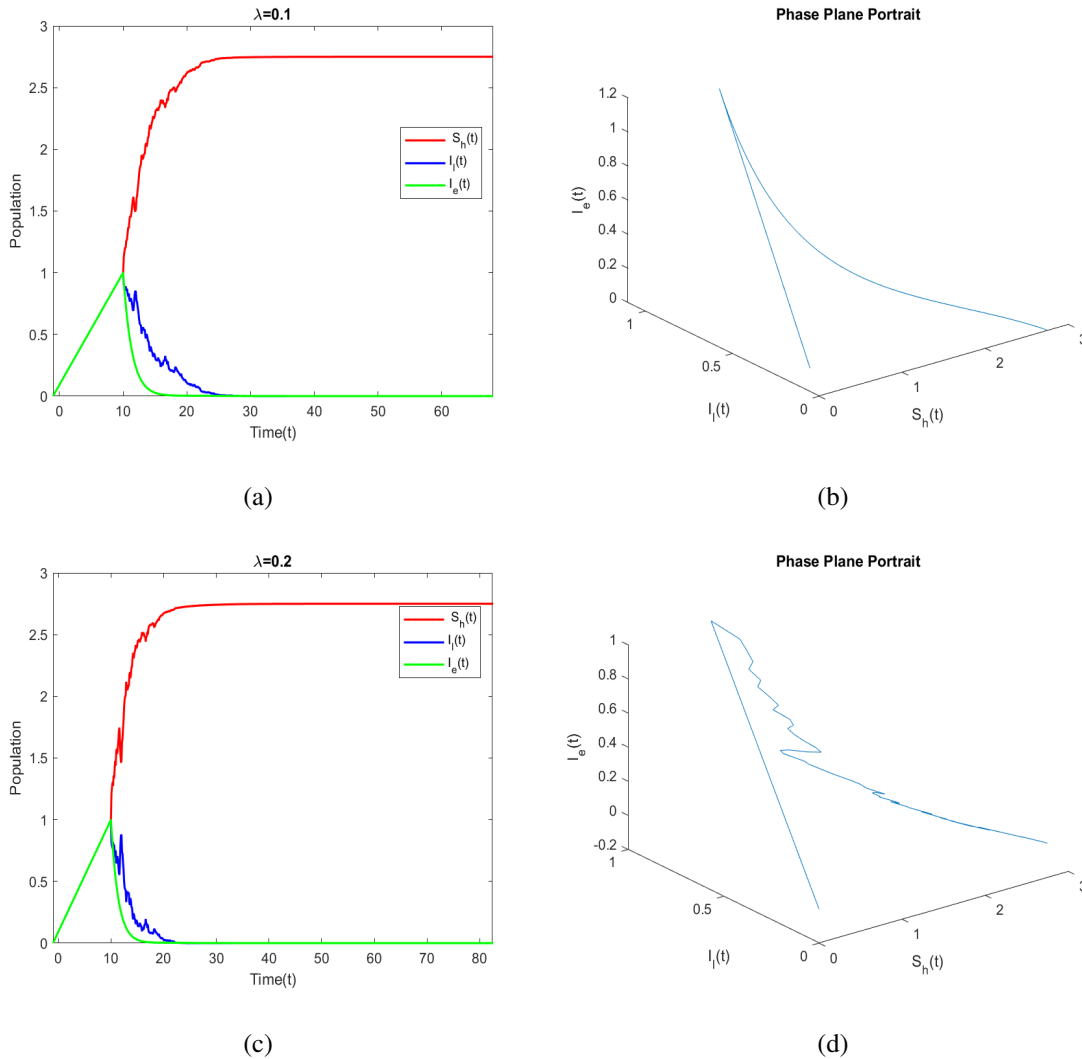 λ=0.1
3
2.5
2
1.5
1
0.5
0
Population
0 10 20 30 40 50 60
Time(t)
S_h(t)
I_l(t)
I_e(t)
(a)
Phase Plane Portrait
1.2
1
0.8
0.6
0.4
0.2
0
I_e(t)
1
0.5
0
I_l(t)
0
1
2
3
S_h(t)
(b)
λ=0.2
3
2.5
2
1.5
1
0.5
0
Population
0 10 20 30 40 50 60 70 80
Time(t)
S_h(t)
I_l(t)
I_e(t)
(c)
Phase Plane Portrait
1
0.8
0.6
0.4
0.2
0
-0.2
I_e(t)
1
0.5
0
I_l(t)
0
1
2
3
S_h(t)
(d)